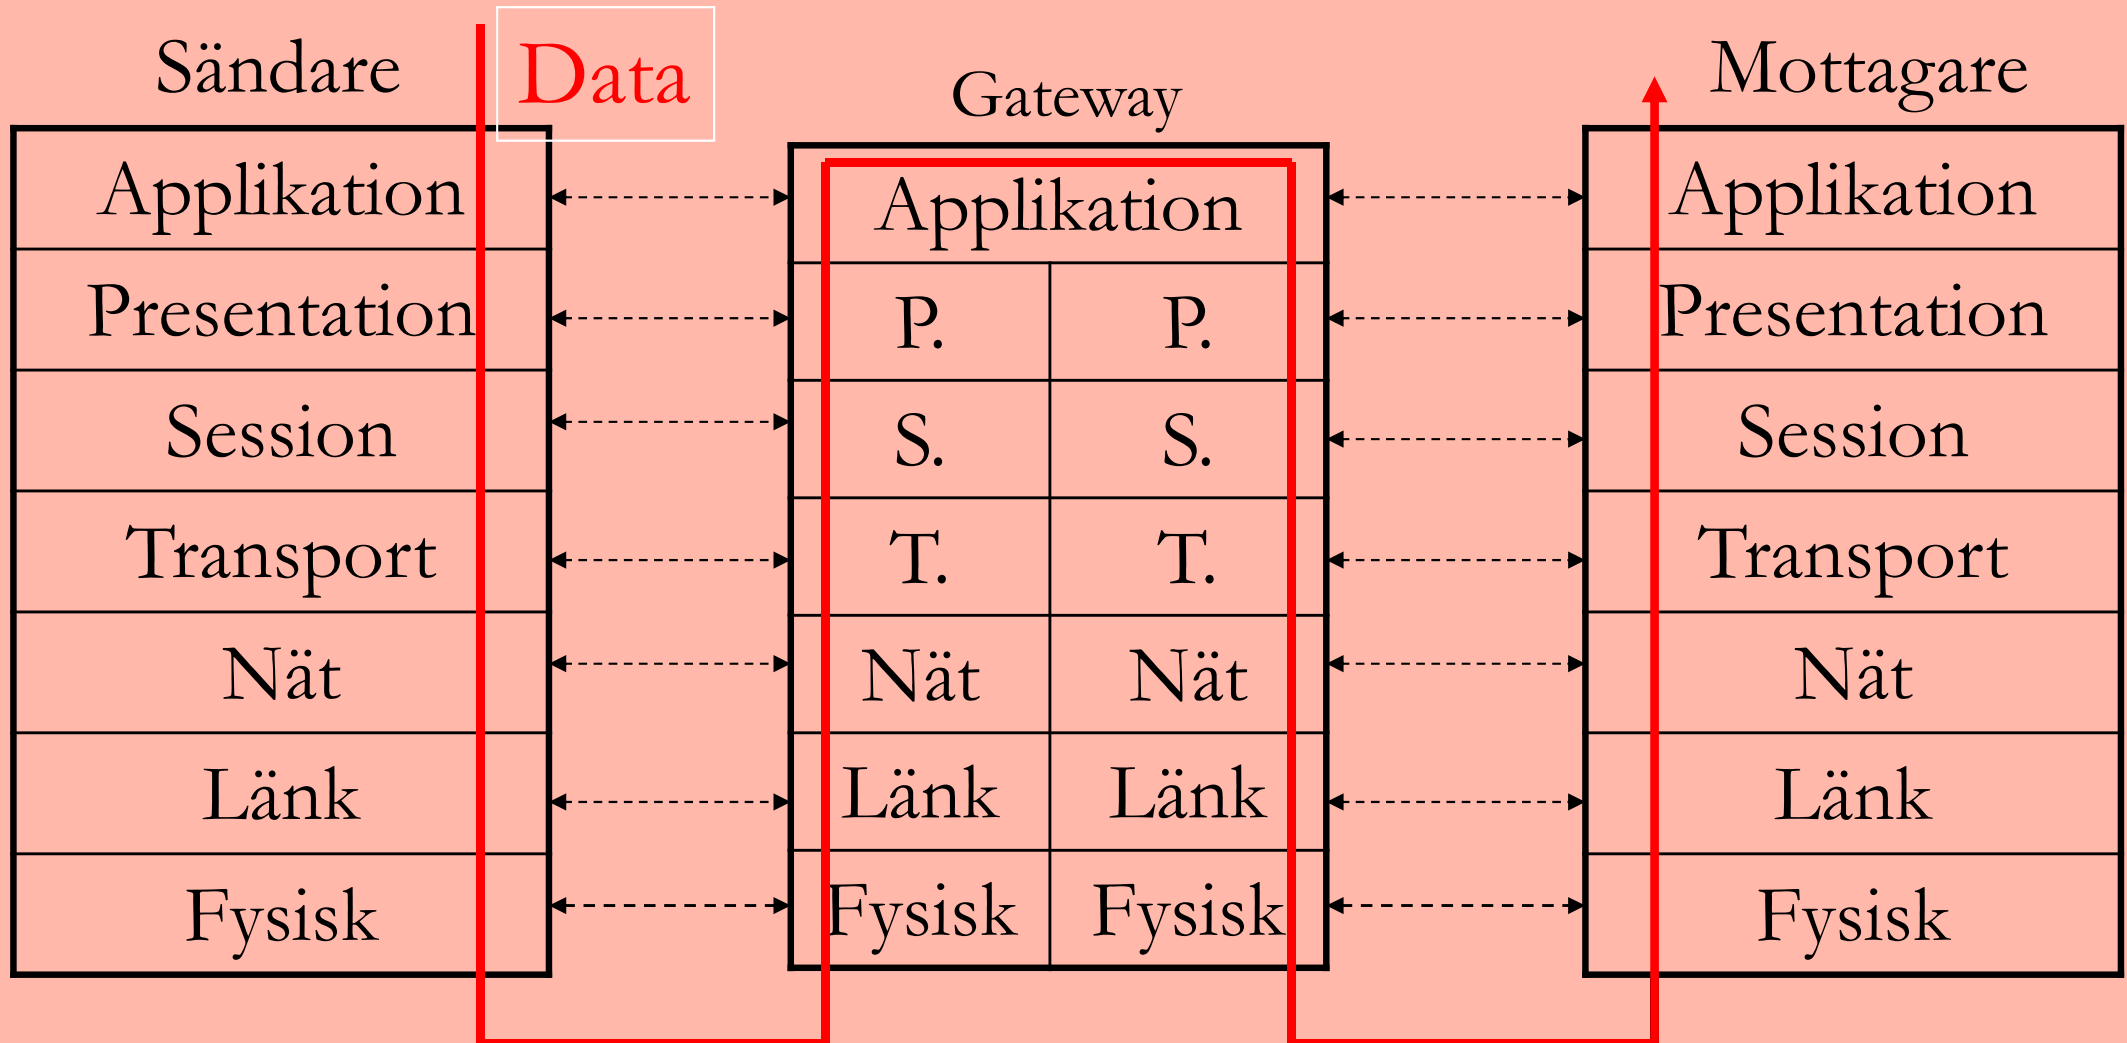 Sändare
Data
Gateway
Mottagare
Applikation
Presentation
Session
Transport
Nät
Länk
Fysisk
Applikation
P. P.
S. S.
T. T.
Nät Nät
Länk Länk
Fysisk Fysisk
Applikation
Presentation
Session
Transport
Nät
Länk
Fysisk